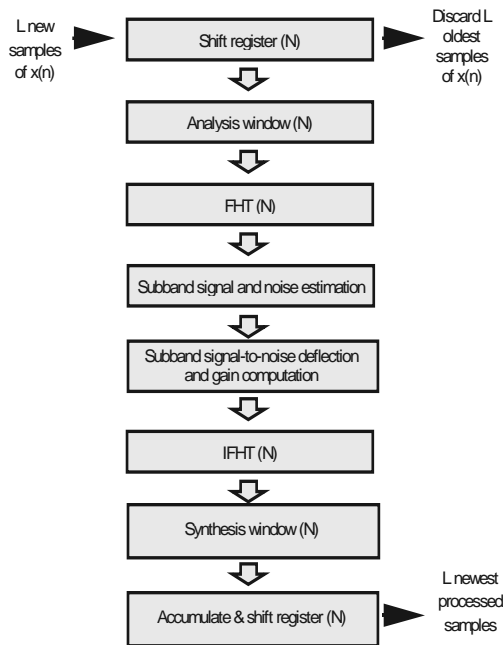 L new
samples
of x(n)
Shift register (N)
Discard L
oldest
samples
of x(n)
Analysis window (N)
FHT (N)
Subband signal and noise estimation
Subband signal-to-noise deflection
and gain computation
IFHT (N)
Synthesis window (N)
Accumulate & shift register (N)
L newest
processed
samples